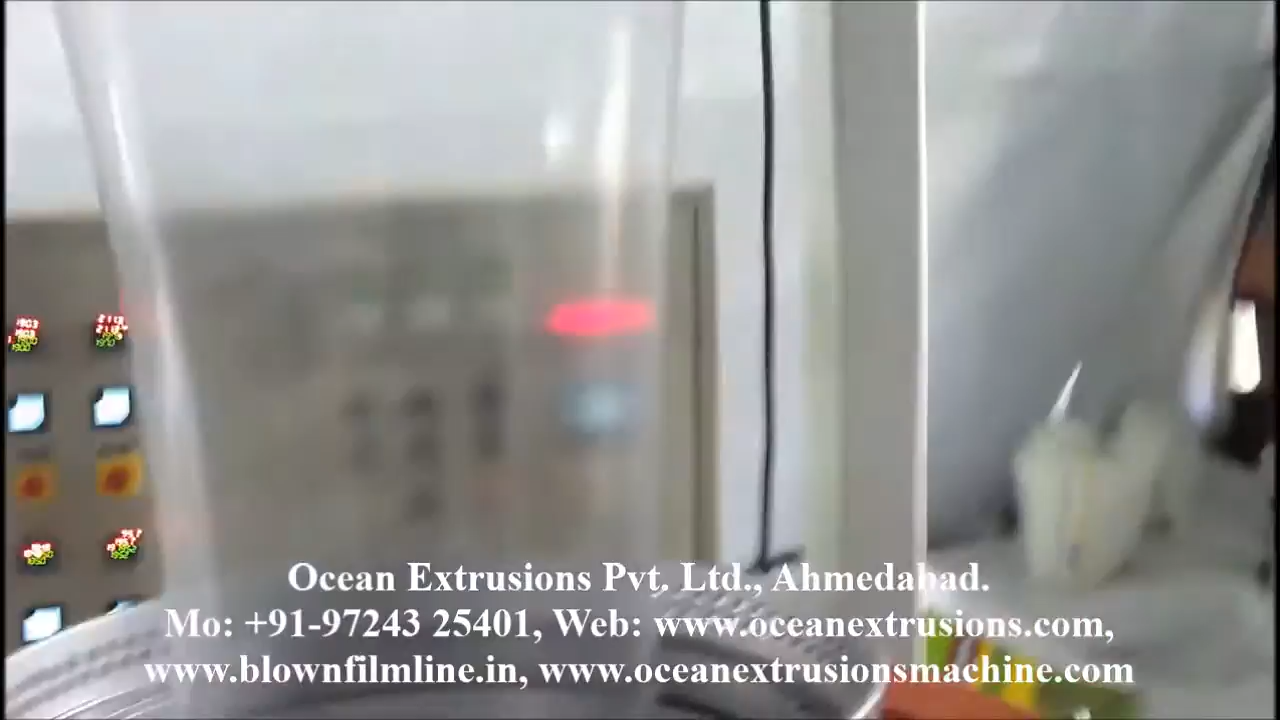 Ocean Extrusions Pvt. Ltd., Ahmedabad.
Mo: +91-97243 25401, Web: www.oceanextrusions.com,
www.blownfilmline.in, www.oceanextrusionsmachine.com